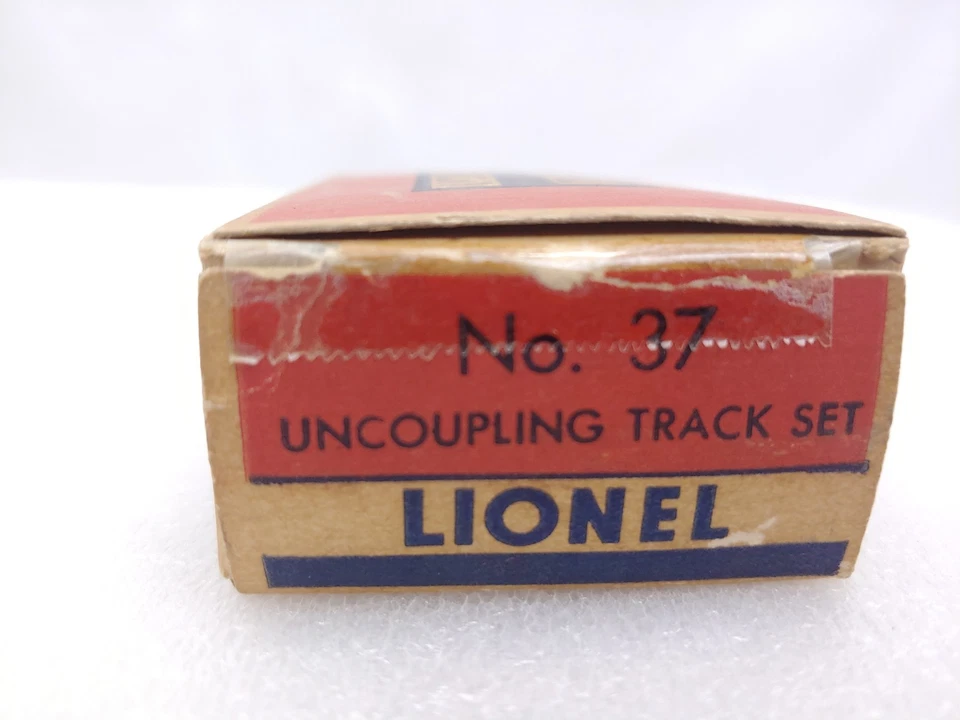 No. 37
UNCOUPLING TRACK SET
LIONEL